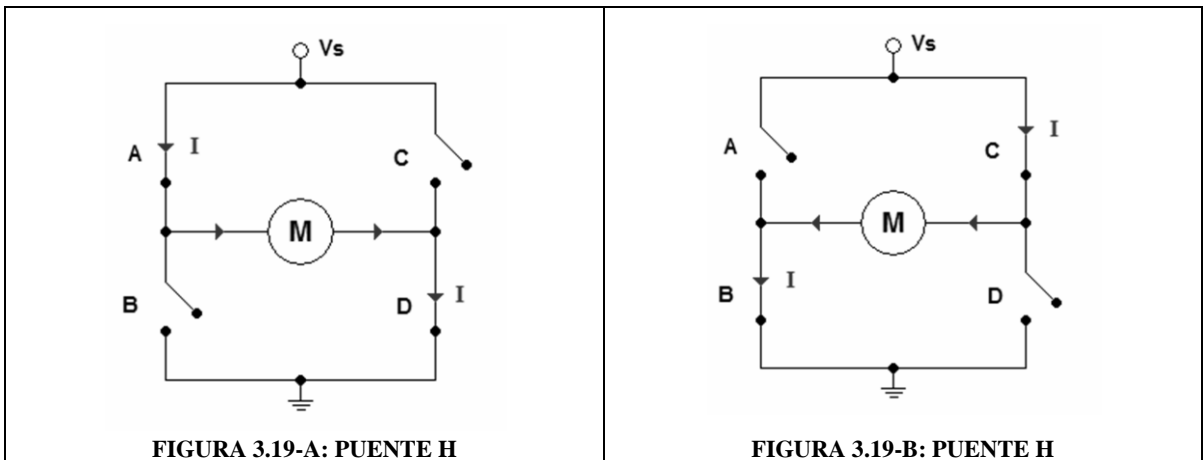 Vs
A I
C
M
B
D I
FIGURA 3.19-A: PUENTE H
Vs
A
I
C
M
B I
D
FIGURA 3.19-B: PUENTE H